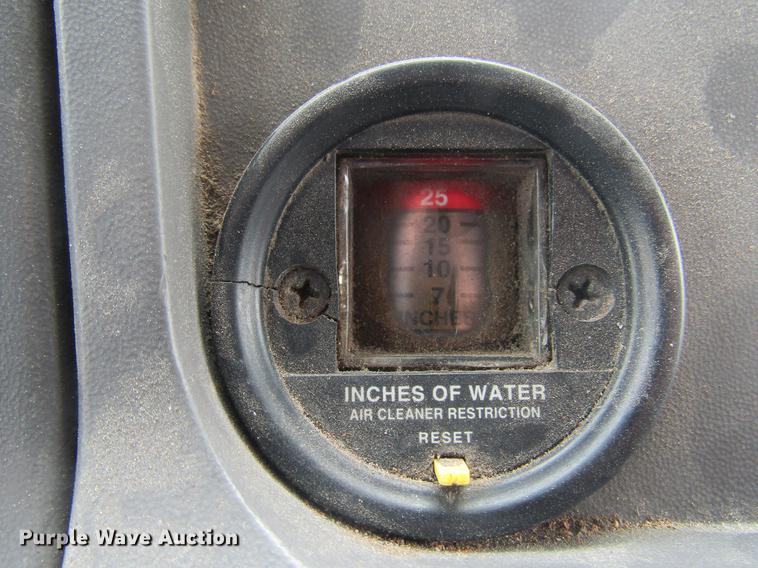 25
20
15
10
7
INCHES
INCHES OF WATER
AIR CLEANER RESTRICTION
RESET
Purple Wave Auction